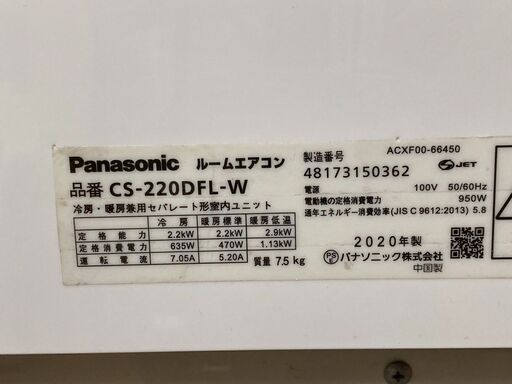 Panasonic ルームエアコン
品番 CS-220DFL-W
冷房・暖房兼用セパレート形室内ユニット
冷房 暖房標準 暖房低温
定格能力 2.2kW 2.2kW 2.9kW
定格消費電力 635W 470W 1.13kW
運転電流 7.05A 5.20A
質量 7.5 kg
ACXF00-66450
製造番号
48173150362
JET
電源 100V 50/60Hz
電動機の定格消費電力 950W
通年エネルギー消費効率(JIS C 9612:2013) 5.8
2020年製
PS E パナソニック株式会社
中国製